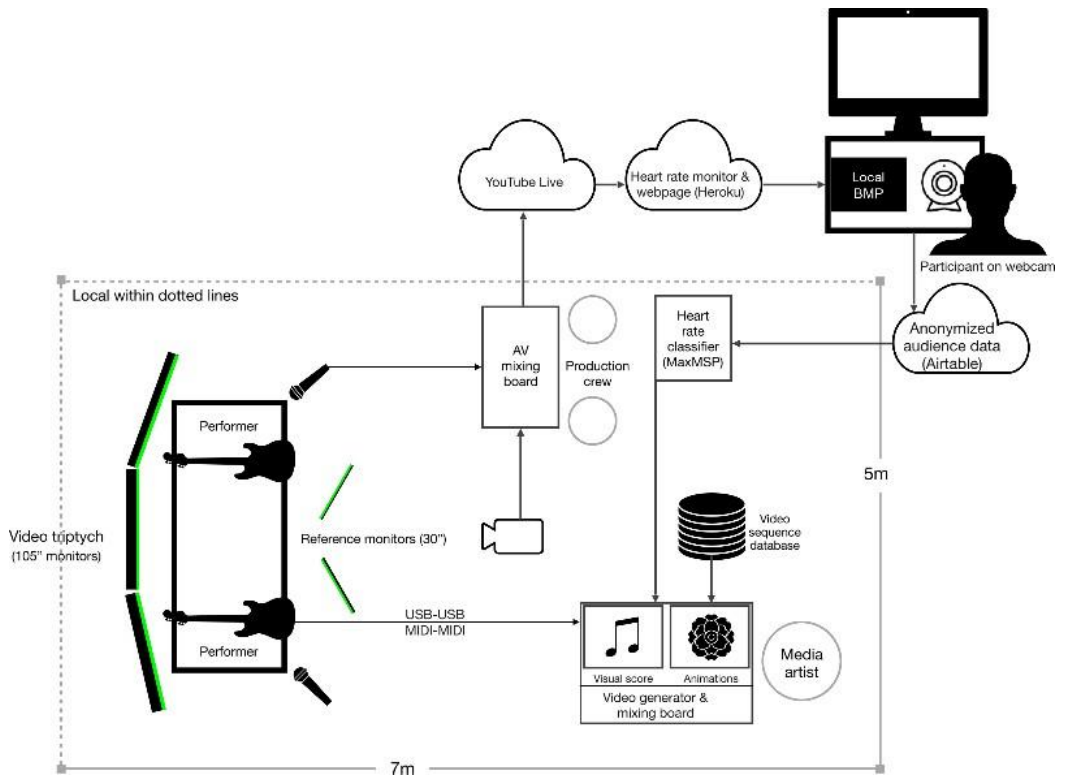 YouTube Live
Heart rate monitor &
webpage (Heroku)
Local
BMP
Participant on webcam
Local within dotted lines
AV
mixing
board
Production
crew
Heart
rate
classifier
(MaxMSP)
Anonymized
audience data
(Airtable)
Performer
5m
Video triptych
(105” monitors)
Reference monitors (30”)
Video
sequence
database
USB-USB
MIDI-MIDI
Performer
Visual score
Animations
Video generator &
mixing board
Media
artist
7m